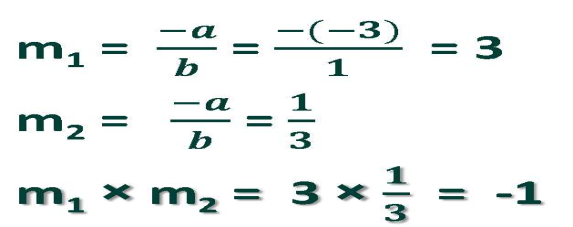 m₁ = −a/b = −(−3)/1 = 3
m₂ = −a/b = 1/3
m₁ × m₂ = 3 × 1/3 = -1